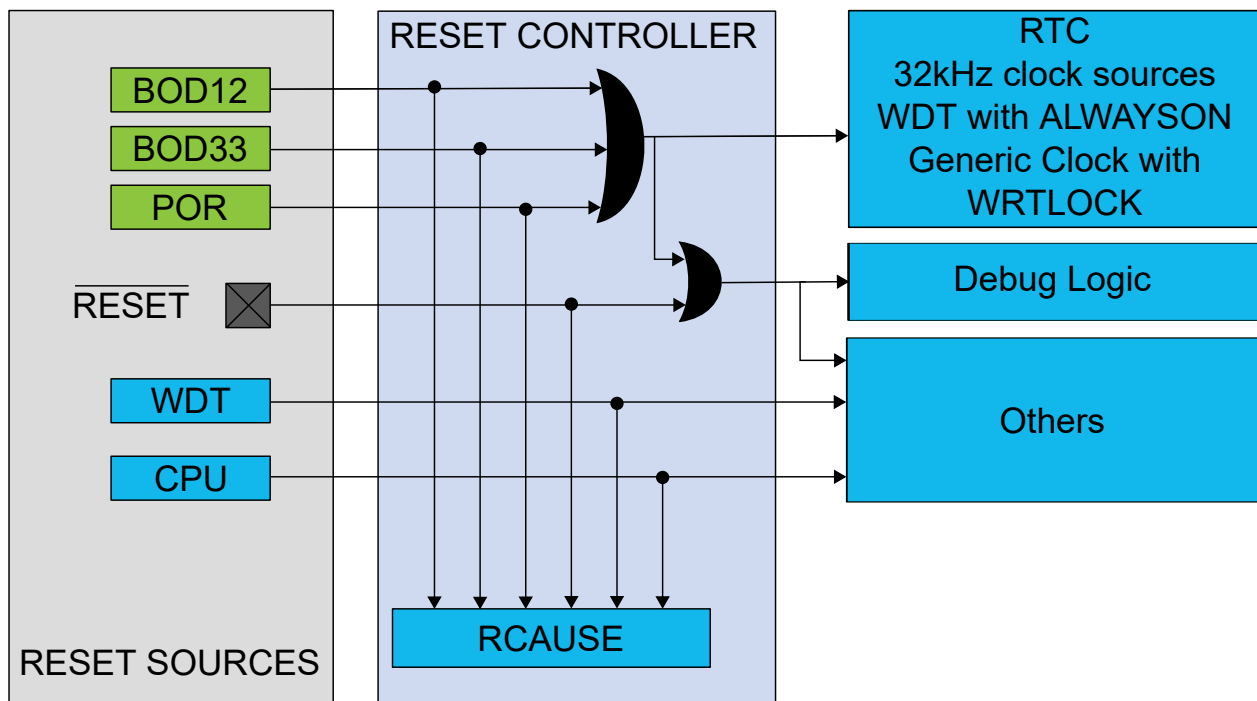 BOD12
BOD33
POR
RESET
WDT
CPU
RESET SOURCES
RESET CONTROLLER
RCAUSE
RTC
32kHz clock sources
WDT with ALWAYSON
Generic Clock with
WRTLOCK
Debug Logic
Others